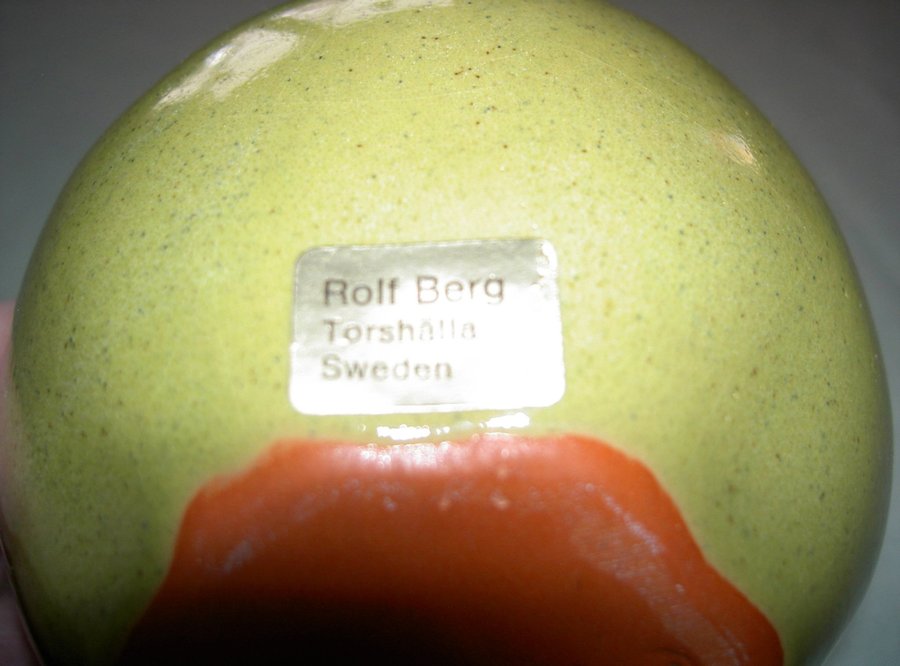 Rolf Berg
Torshälla
Sweden